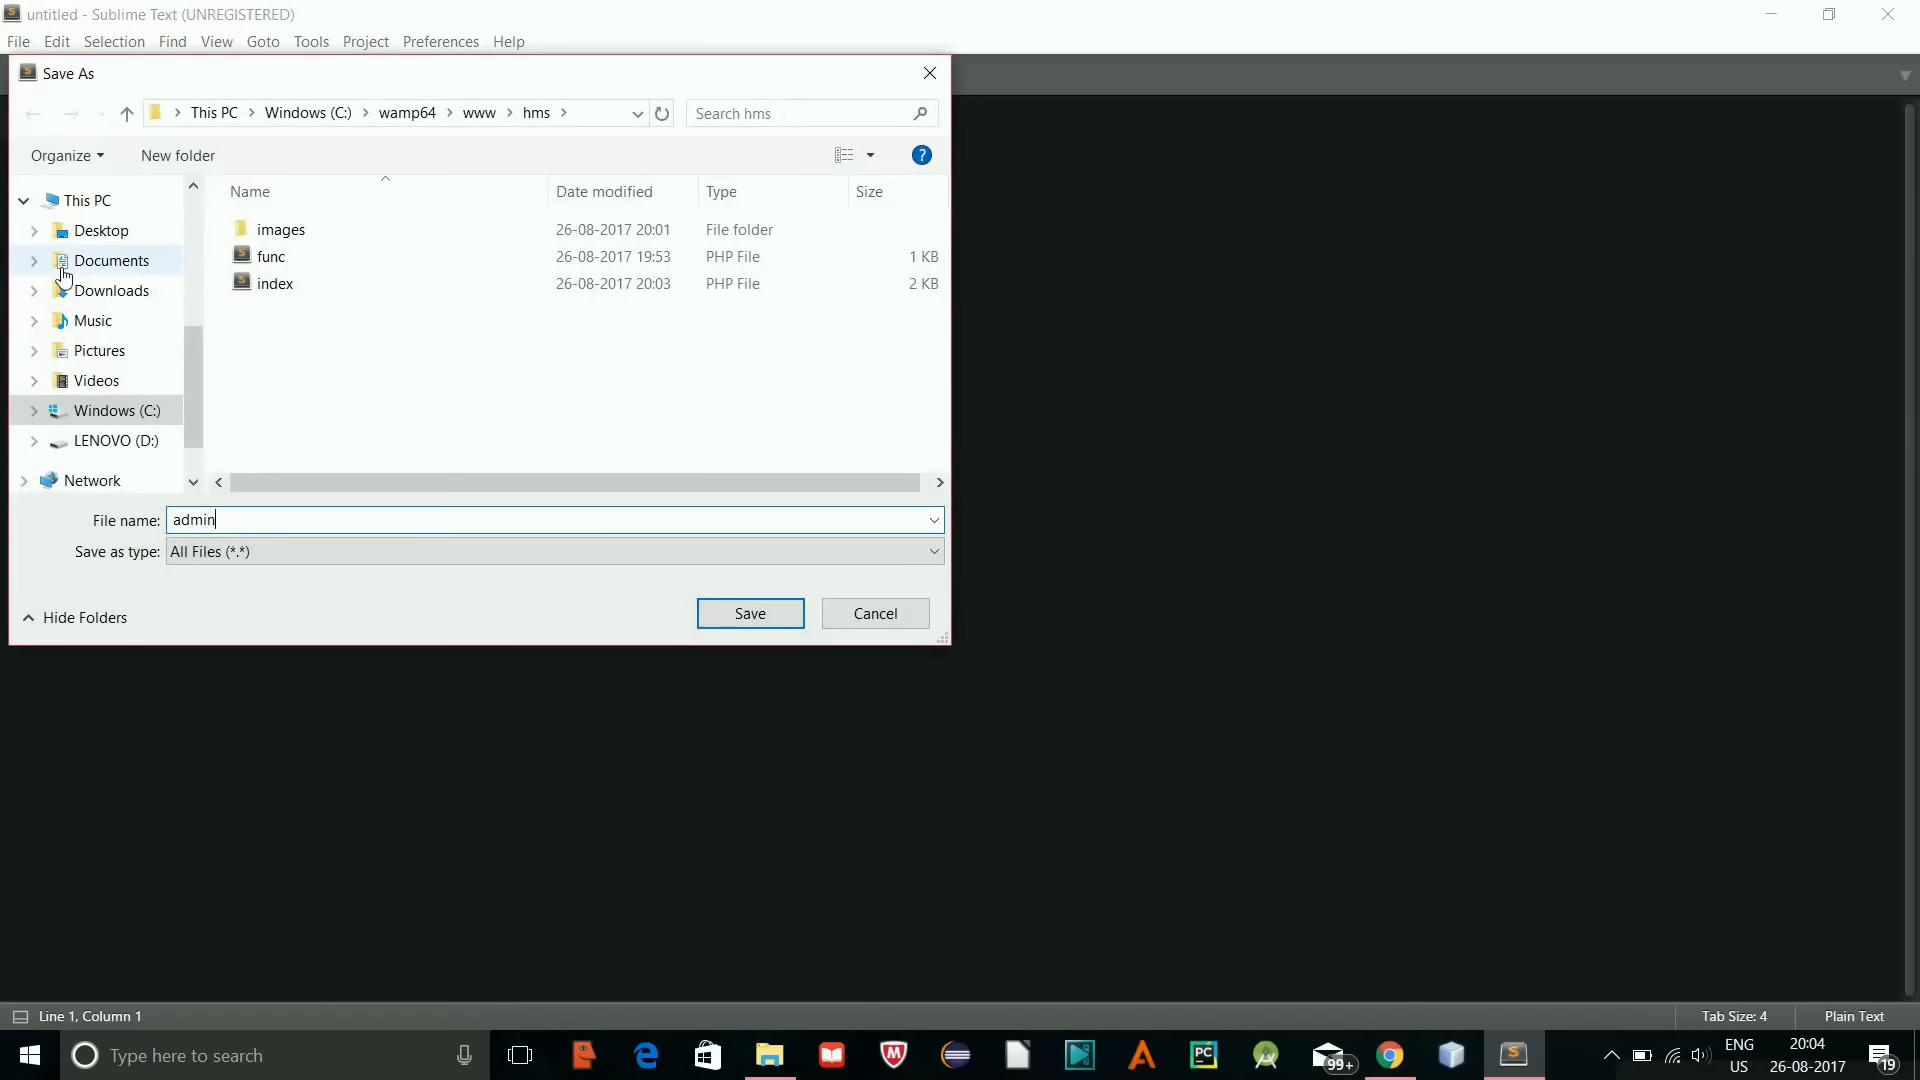 untitled - Sublime Text (UNREGISTERED)
File Edit Selection Find View Goto Tools Project Preferences Help
Save As
This PC > Windows (C:) > wamp64 > www > hms >
Search hms
Organize
New folder
Name Date modified Type Size
This PC
Desktop
Documents
Downloads
Music
Pictures
Videos
Windows (C:)
LENOVO (D:)
Network
images 26-08-2017 20:01 File folder
func 26-08-2017 19:53 PHP File 1 KB
index 26-08-2017 20:03 PHP File 2 KB
File name: admin
Save as type: All Files (*.*)
Hide Folders
Save
Cancel
Line 1, Column 1
Tab Size: 4
Plain Text
Type here to search
PC
99+
ENG
US
20:04
26-08-2017
19